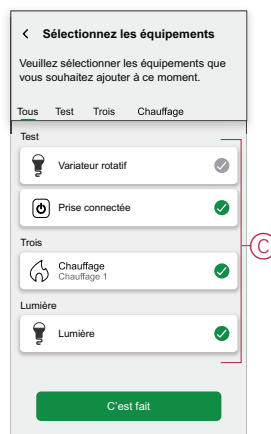 Sélectionnez les équipements
Veuillez sélectionner les équipements que
vous souhaitez ajouter à ce moment.
Tous Test Trois Chauffage
Test
Variateur rotatif
Prise connectée
Trois
Chauffage
Chauffage 1
Lumière
Lumière
C
C'est fait